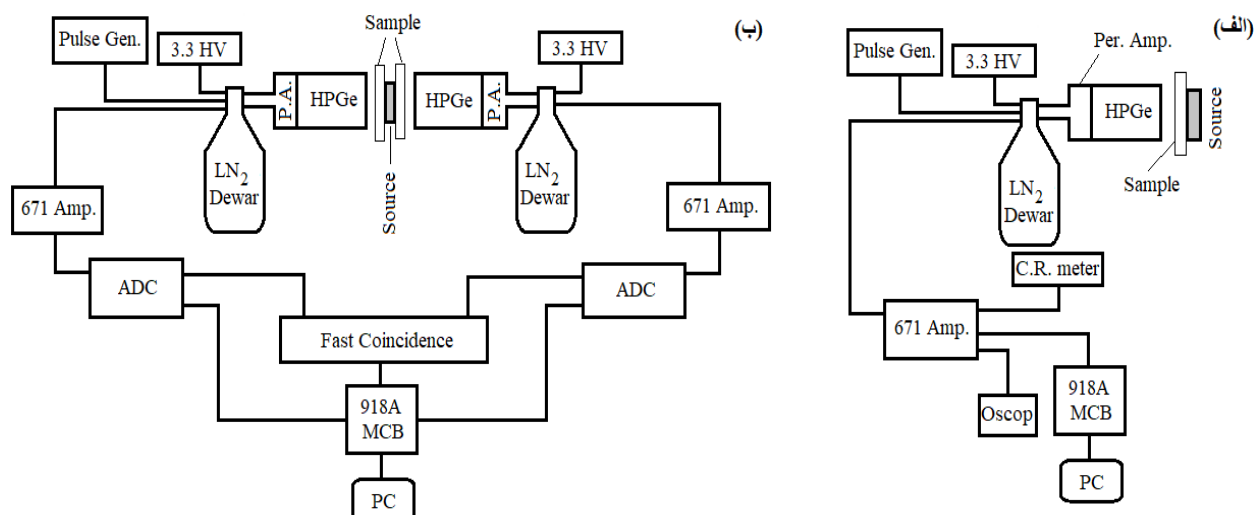 (ب)
Sample
Pulse Gen.
3.3 HV
3.3 HV
P.A.
HPGe
HPGe
P.A.
LN2
Dewar
Source
LN2
Dewar
671 Amp.
671 Amp.
ADC
ADC
Fast Coincidence
918A
MCB
PC
(الف)
Pulse Gen.
3.3 HV
Per. Amp.
HPGe
Source
LN2
Dewar
Sample
C.R. meter
671 Amp.
Oscop
918A
MCB
PC